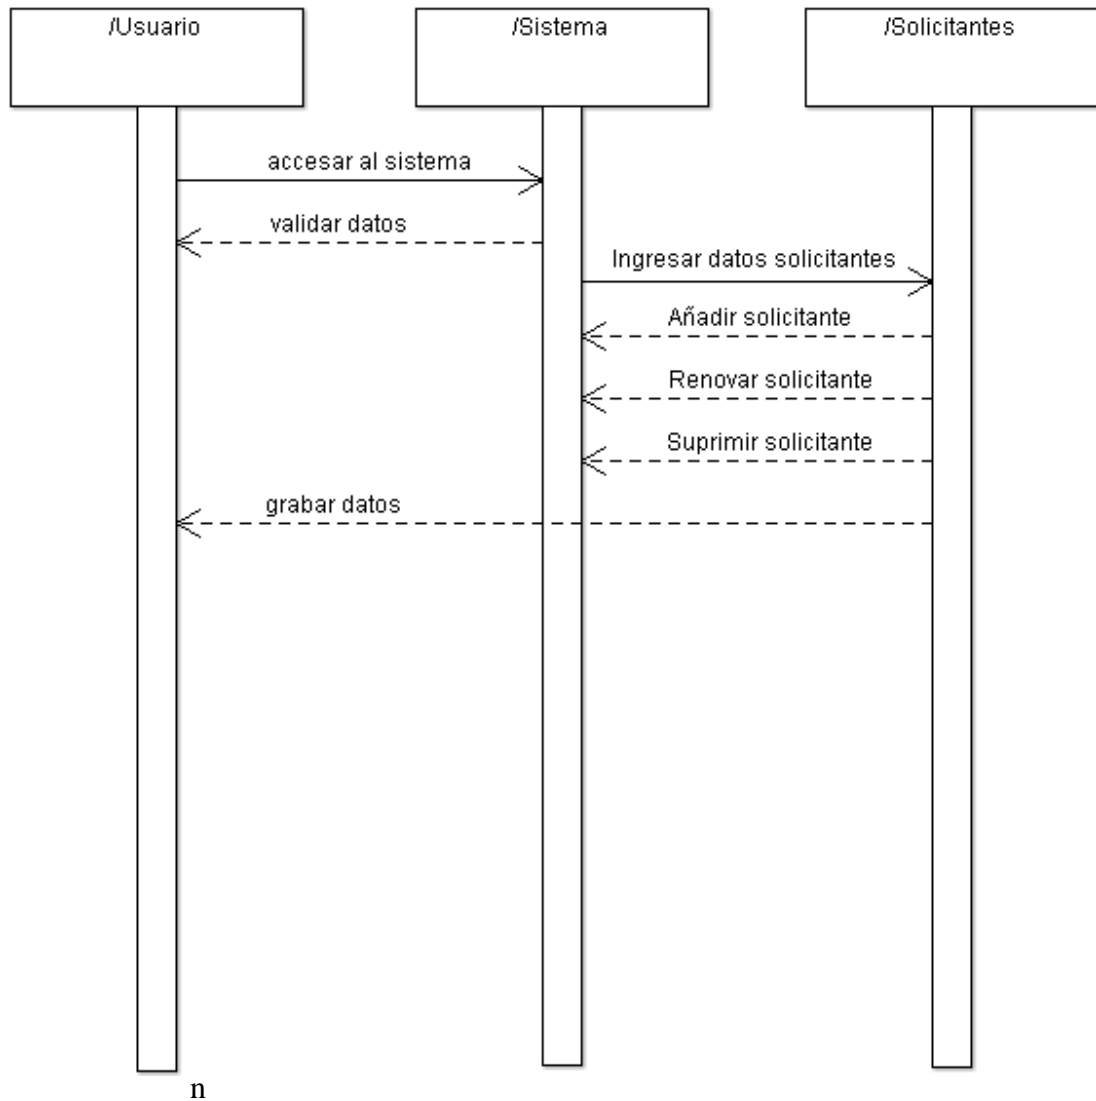 /Usuario
/Sistema
/Solicitantes
accesar al sistema
validar datos
Ingresar datos solicitantes
Añadir solicitante
Renovar solicitante
Suprimir solicitante
grabar datos
n